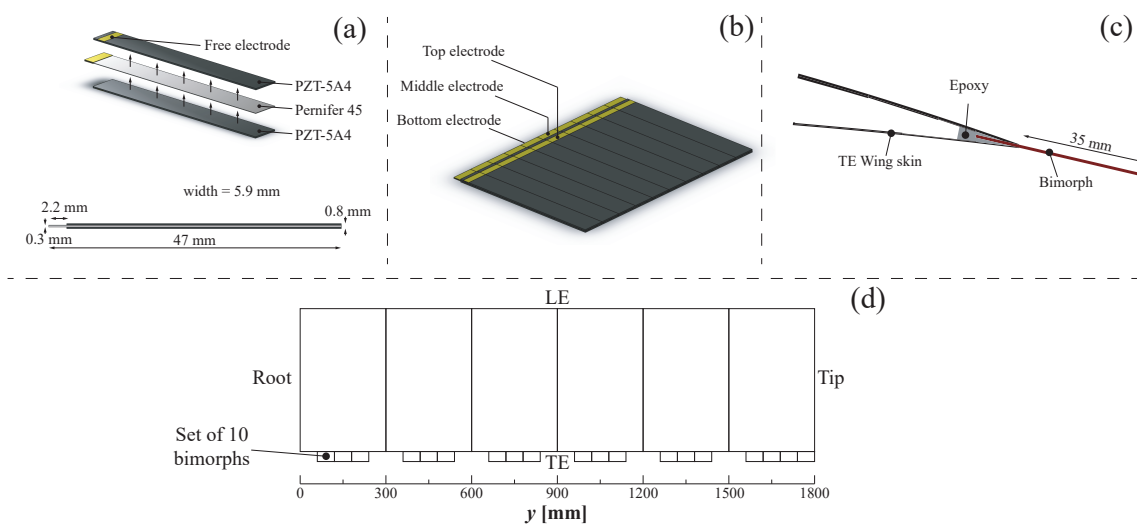 (a)
Free electrode
PZT-5A4
Pernifer 45
PZT-5A4
width = 5.9 mm
2.2 mm
0.8 mm
0.3 mm
47 mm
(b)
Top electrode
Middle electrode
Bottom electrode
(c)
Epoxy
35 mm
TE Wing skin
Bimorph
(d)
LE
Root
Tip
Set of 10
bimorphs
TE
0 300 600 900 1200 1500 1800
y [mm]